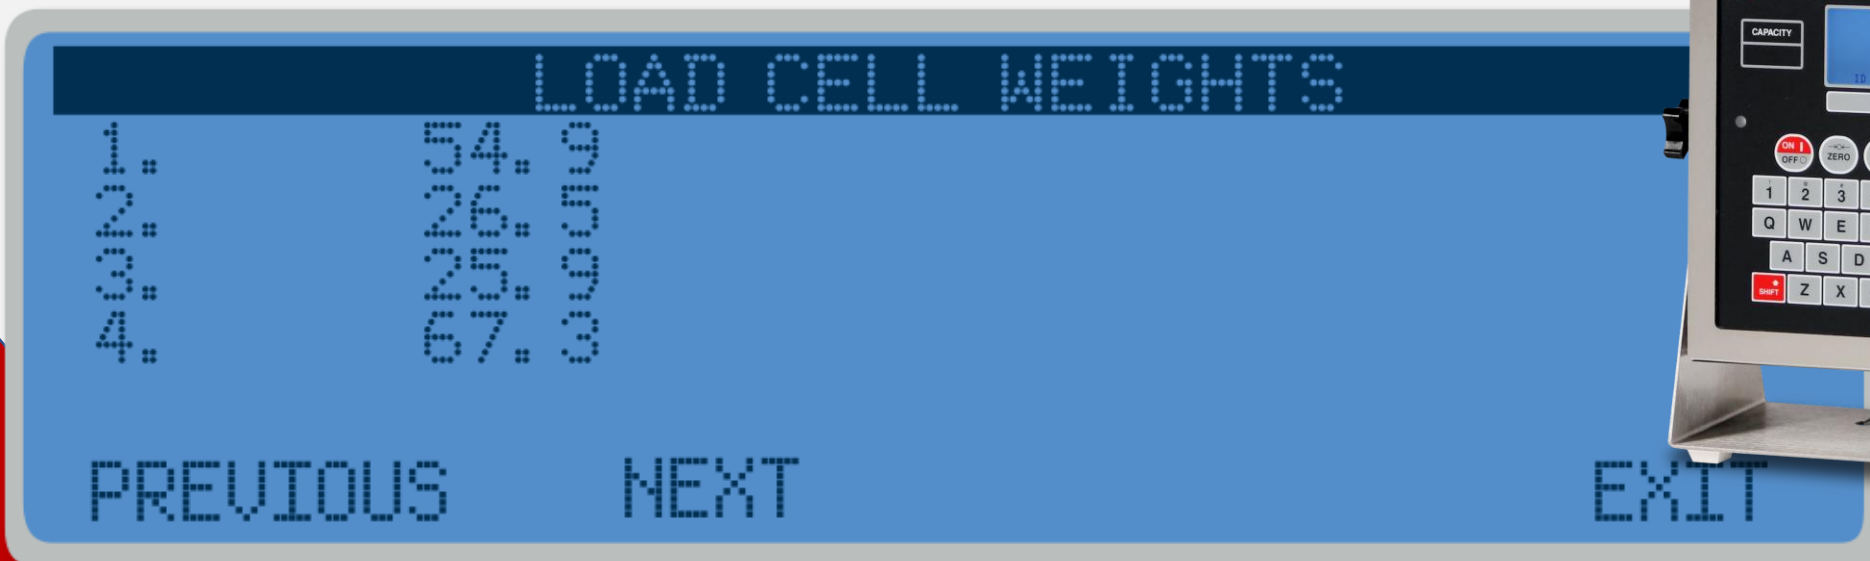 LOAD CELL WEIGHTS
1. 54.9
2. 26.5
3. 25.9
4. 67.3
PREVIOUS NEXT EXIT
CAPACITY
ID
ON I
OFF
ZERO
1 2 3
Q W E
A S D
SHIFT Z X